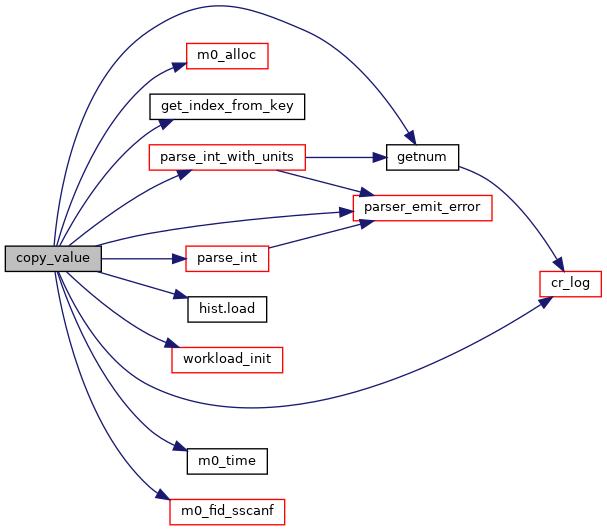 m0_alloc
get_index_from_key
parse_int_with_units
getnum
parser_emit_error
copy_value
parse_int
cr_log
hist.load
workload_init
m0_time
m0_fid_sscanf